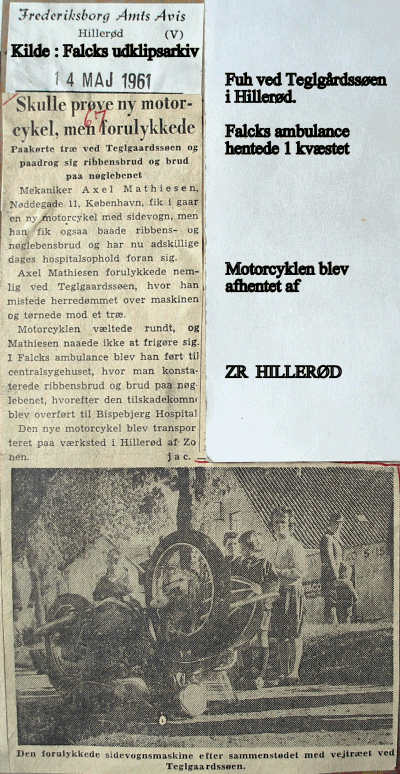 Frederiksborg Amts Avis
Hillerød (V)
Kilde : Falcks udklipsarkiv
14 MAJ 1961
67
Skulle prøve ny motor-
cykel, men forulykkede
Paakørte træ ved Teglgaardssøen og
paadrog sig ribbensbrud og brud
paa nøglebenet
Mekaniker Axel Mathiesen,
Nøddegade 11, København, fik i gaar
en ny motorcykel med sidevogn, men
han fik ogsaa baade ribbens- og
nøglebensbrud og har nu adskillige
dages hospitalsophold foran sig.
Axel Mathiesen forulykkede nem-
lig ved Teglgaardssøen, hvor han
mistede herredømmet over maskinen
og tørnede mod et træ.
Motorcyklen væltede rundt, og
Mathiesen naaede ikke at frigøre sig.
I Falcks ambulance blev han ført til
centralsygehuset, hvor man konsta-
terede ribbensbrud og brud paa nøg-
lebenet, hvorefter den tilskadekomne
blev overført til Bispebjerg Hospital
Den nye motorcykel blev transpor
teret paa værksted i Hillerød af Zo
nen. jac.
Fuh ved Teglgårdssøen
i Hillerød.
Falcks ambulance
hentede 1 kvæstet
Motorcyklen blev
afhentet af
ZR HILLERØD
Den forulykkede sidevognsmaskine efter sammenstødet med vejtræet ved
Teglgaardssøen.